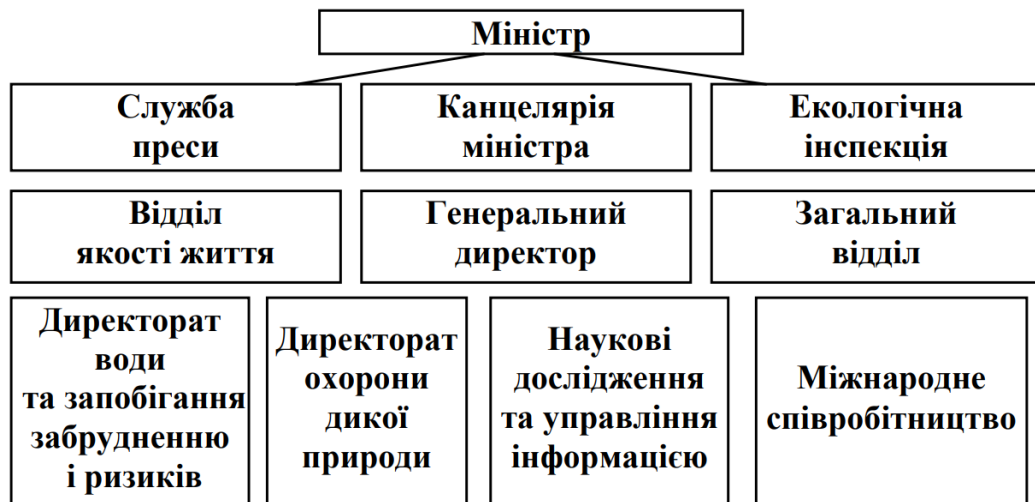 Міністр
Служба
преси
Канцелярія
міністра
Екологічна
інспекція
Відділ
якості життя
Генеральний
директор
Загальний
відділ
Директорат
води
та запобігання
забрудненню
і ризиків
Директорат
охорони
дикої
природи
Наукові
дослідження
та управління
інформацією
Міжнародне
співробітництво